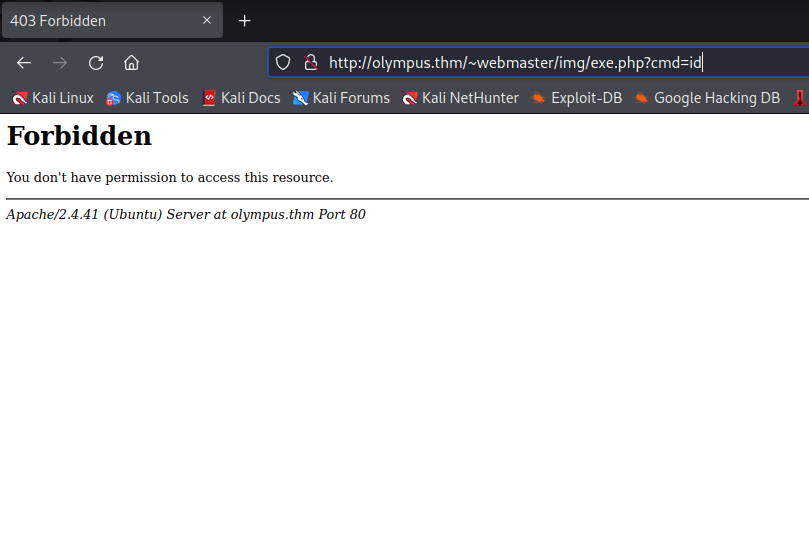 403 Forbidden
http://olympus.thm/~webmaster/img/exe.php?cmd=id
Kali Linux Kali Tools Kali Docs Kali Forums Kali NetHunter Exploit-DB Google Hacking DB
Forbidden
You don't have permission to access this resource.
Apache/2.4.41 (Ubuntu) Server at olympus.thm Port 80